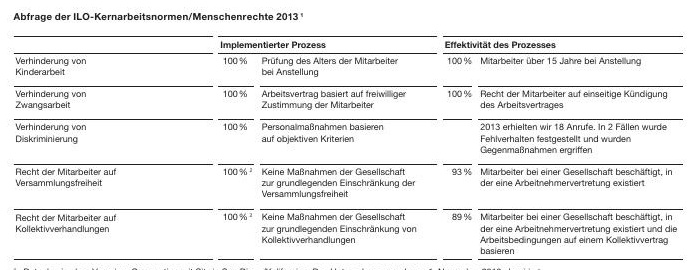 Abfrage der ILO-Kernarbeitsnormen/Menschenrechte 2013 ¹
Implementierter Prozess
Effektivität des Prozesses
Verhinderung von
Kinderarbeit
100 %
Prüfung des Alters der Mitarbeiter
bei Anstellung
100 %
Mitarbeiter über 15 Jahre bei Anstellung
Verhinderung von
Zwangsarbeit
100 %
Arbeitsvertrag basiert auf freiwilliger
Zustimmung der Mitarbeiter
100 %
Recht der Mitarbeiter auf einseitige Kündigung
des Arbeitsvertrages
Verhinderung von
Diskriminierung
100 %
Personalmaßnahmen basieren
auf objektiven Kriterien
2013 erhielten wir 18 Anrufe. In 2 Fällen wurde
Fehlverhalten festgestellt und wurden
Gegenmaßnahmen ergriffen
Recht der Mitarbeiter auf
Versammlungsfreiheit
100 % ²
Keine Maßnahmen der Gesellschaft
zur grundlegenden Einschränkung der
Versammlungsfreiheit
93 %
Mitarbeiter bei einer Gesellschaft beschäftigt, in
der eine Arbeitnehmervertretung existiert
Recht der Mitarbeiter auf
Kollektivverhandlungen
100 % ²
Keine Maßnahmen der Gesellschaft
zur grundlegenden Einschränkung von
Kollektivverhandlungen
89 %
Mitarbeiter bei einer Gesellschaft beschäftigt, in
der eine Arbeitnehmervertretung existiert und die
Arbeitsbedingungen auf einem Kollektivvertrag
basieren